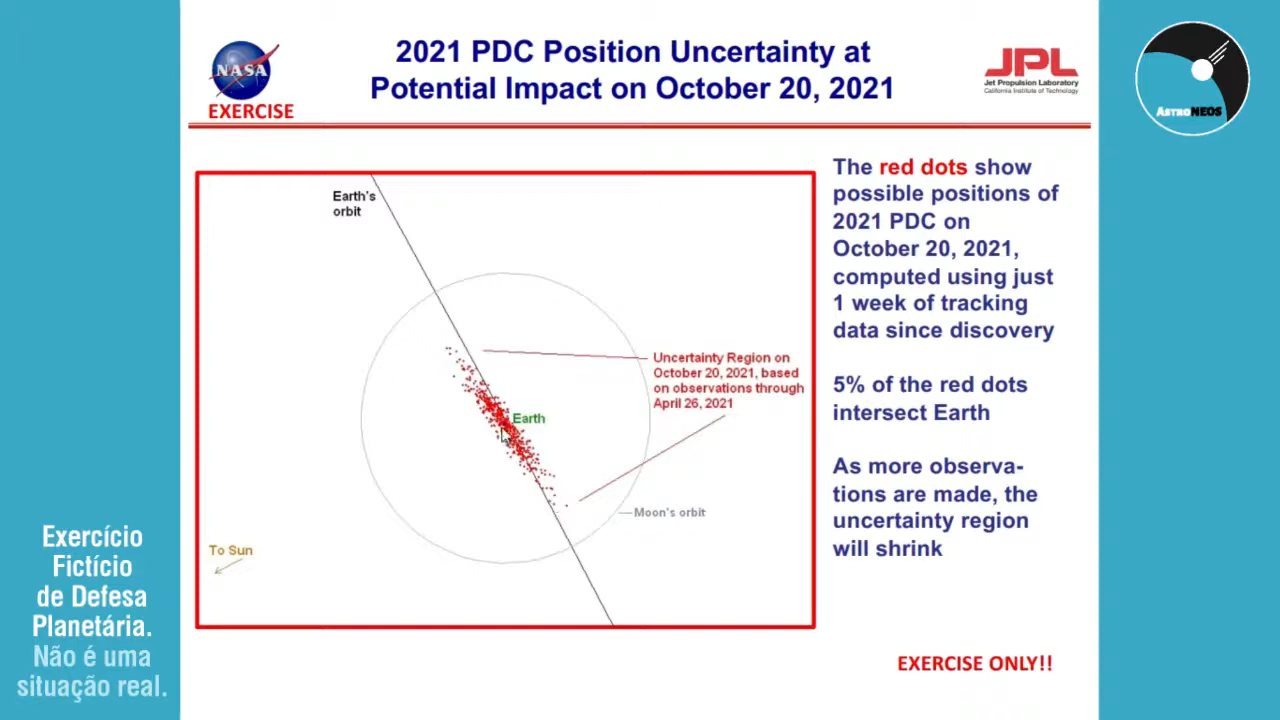 2021 PDC Position Uncertainty at
Potential Impact on October 20, 2021
NASA
EXERCISE
JPL
Jet Propulsion Laboratory
California Institute of Technology
ASTRONEOS
Earth's
orbit
Uncertainty Region on
October 20, 2021, based
on observations through
April 26, 2021
Earth
Moon's orbit
To Sun
The red dots show
possible positions of
2021 PDC on
October 20, 2021,
computed using just
1 week of tracking
data since discovery
5% of the red dots
intersect Earth
As more observa-
tions are made, the
uncertainty region
will shrink
EXERCISE ONLY!!
Exercício
Fictício
de Defesa
Planetária.
Não é uma
situação real.